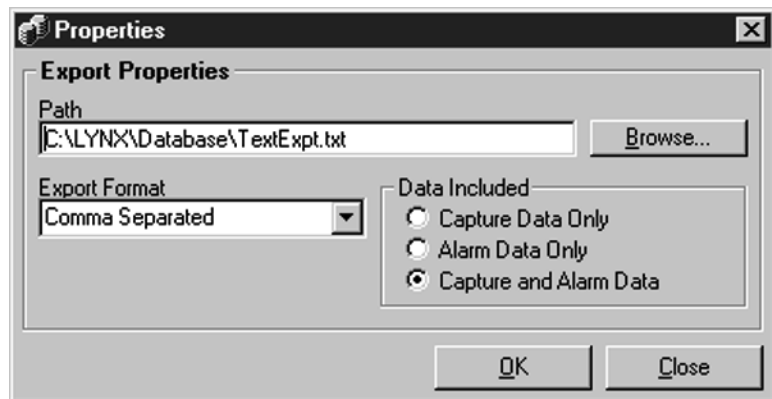 Properties
Export Properties
Path
C:\LYNX\Database\TextExpt.txt
Browse...
Export Format
Comma Separated
Data Included
Capture Data Only
Alarm Data Only
Capture and Alarm Data
OK
Close